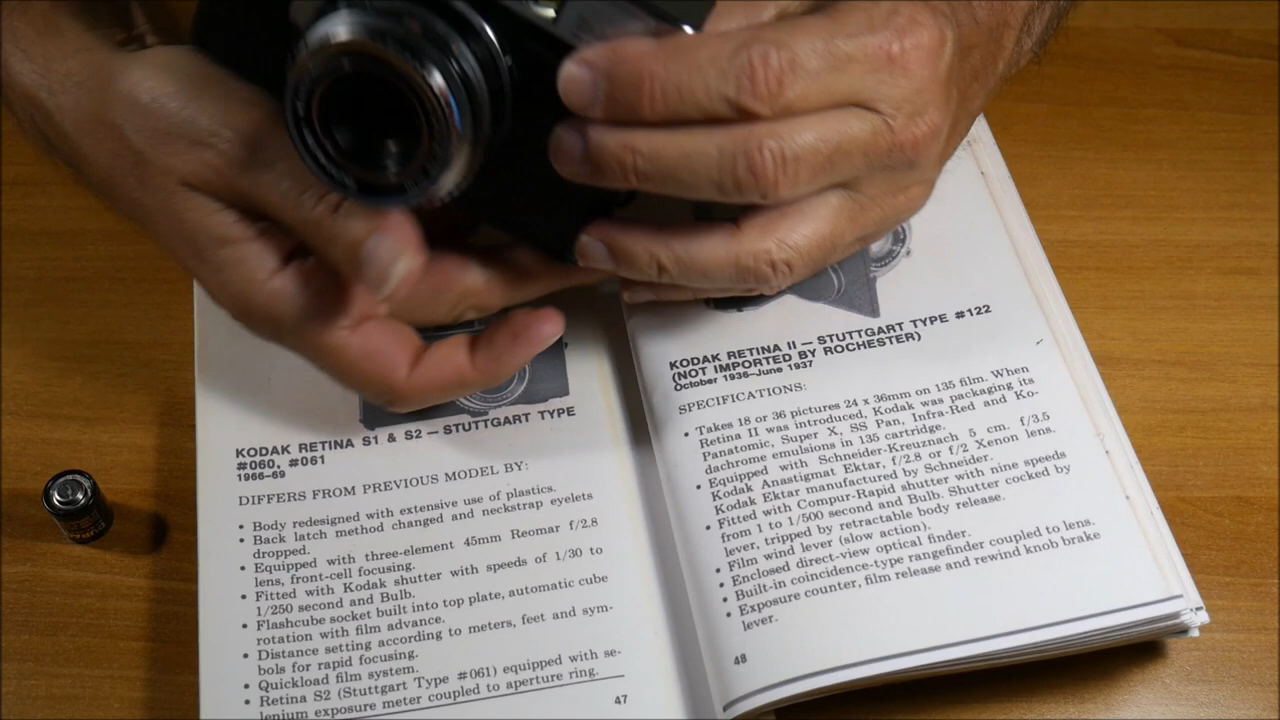 KODAK RETINA S1 & S2 — STUTTGART TYPE
#060, #061
1966–69
DIFFERS FROM PREVIOUS MODEL BY:
• Body redesigned with extensive use of plastics.
• Back latch method changed and neckstrap eyelets
dropped.
• Equipped with three-element 45mm Reomar f/2.8
lens, front-cell focusing.
• Fitted with Kodak shutter with speeds of 1/30 to
1/250 second and Bulb.
• Flashcube socket built into top plate, automatic cube
rotation with film advance.
• Distance setting according to meters, feet and sym-
bols for rapid focusing.
• Quickload film system.
• Retina S2 (Stuttgart Type #061) equipped with se-
lenium exposure meter coupled to aperture ring.
47
KODAK RETINA II — STUTTGART TYPE #122
(NOT IMPORTED BY ROCHESTER)
October 1936–June 1937
SPECIFICATIONS:
• Takes 18 or 36 pictures 24 x 36mm on 135 film. When
Retina II was introduced, Kodak was packaging its
Panatomic, Super X, SS Pan, Infra-Red and Ko-
dachrome emulsions in 135 cartridge.
• Equipped with Schneider-Kreuznach 5 cm. f/3.5
Kodak Anastigmat Ektar, f/2.8 or f/2 Xenon lens.
Kodak Ektar manufactured by Schneider.
• Fitted with Compur-Rapid shutter with nine speeds
from 1 to 1/500 second and Bulb. Shutter cocked by
lever, tripped by retractable body release.
• Film wind lever (slow action).
• Enclosed direct-view optical finder.
• Built-in coincidence-type rangefinder coupled to lens.
• Exposure counter, film release and rewind knob brake
lever.
48